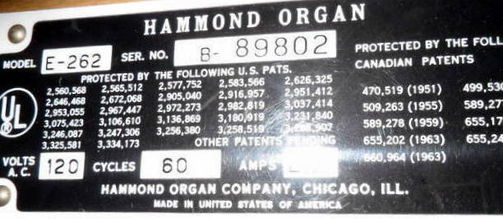 HAMMOND ORGAN
MODEL E-262 SER. NO. B- 89802
PROTECTED BY THE FOLLOWING U.S. PATS.
2,560,568 2,565,512 2,577,752 2,583,566 2,626,325
2,646,468 2,672,068 2,905,040 2,916,957 2,951,412
2,953,055 2,967,447 2,972,273 2,982,819 3,037,414
3,075,423 3,106,610 3,136,869 3,180,919 3,231,840
3,246,087 3,247,306 3,256,380 3,258,519
3,325,581 3,334,173
OTHER PATENTS PENDING
PROTECTED BY THE
CANADIAN PATENTS
470,519 (1951)
509,263 (1955)
589,278 (1959)
655,202 (1963)
660,964 (1963)
UL
VOLTS A.C. 120 CYCLES 60 AMPS
HAMMOND ORGAN COMPANY, CHICAGO, ILL.
MADE IN UNITED STATES OF AMERICA